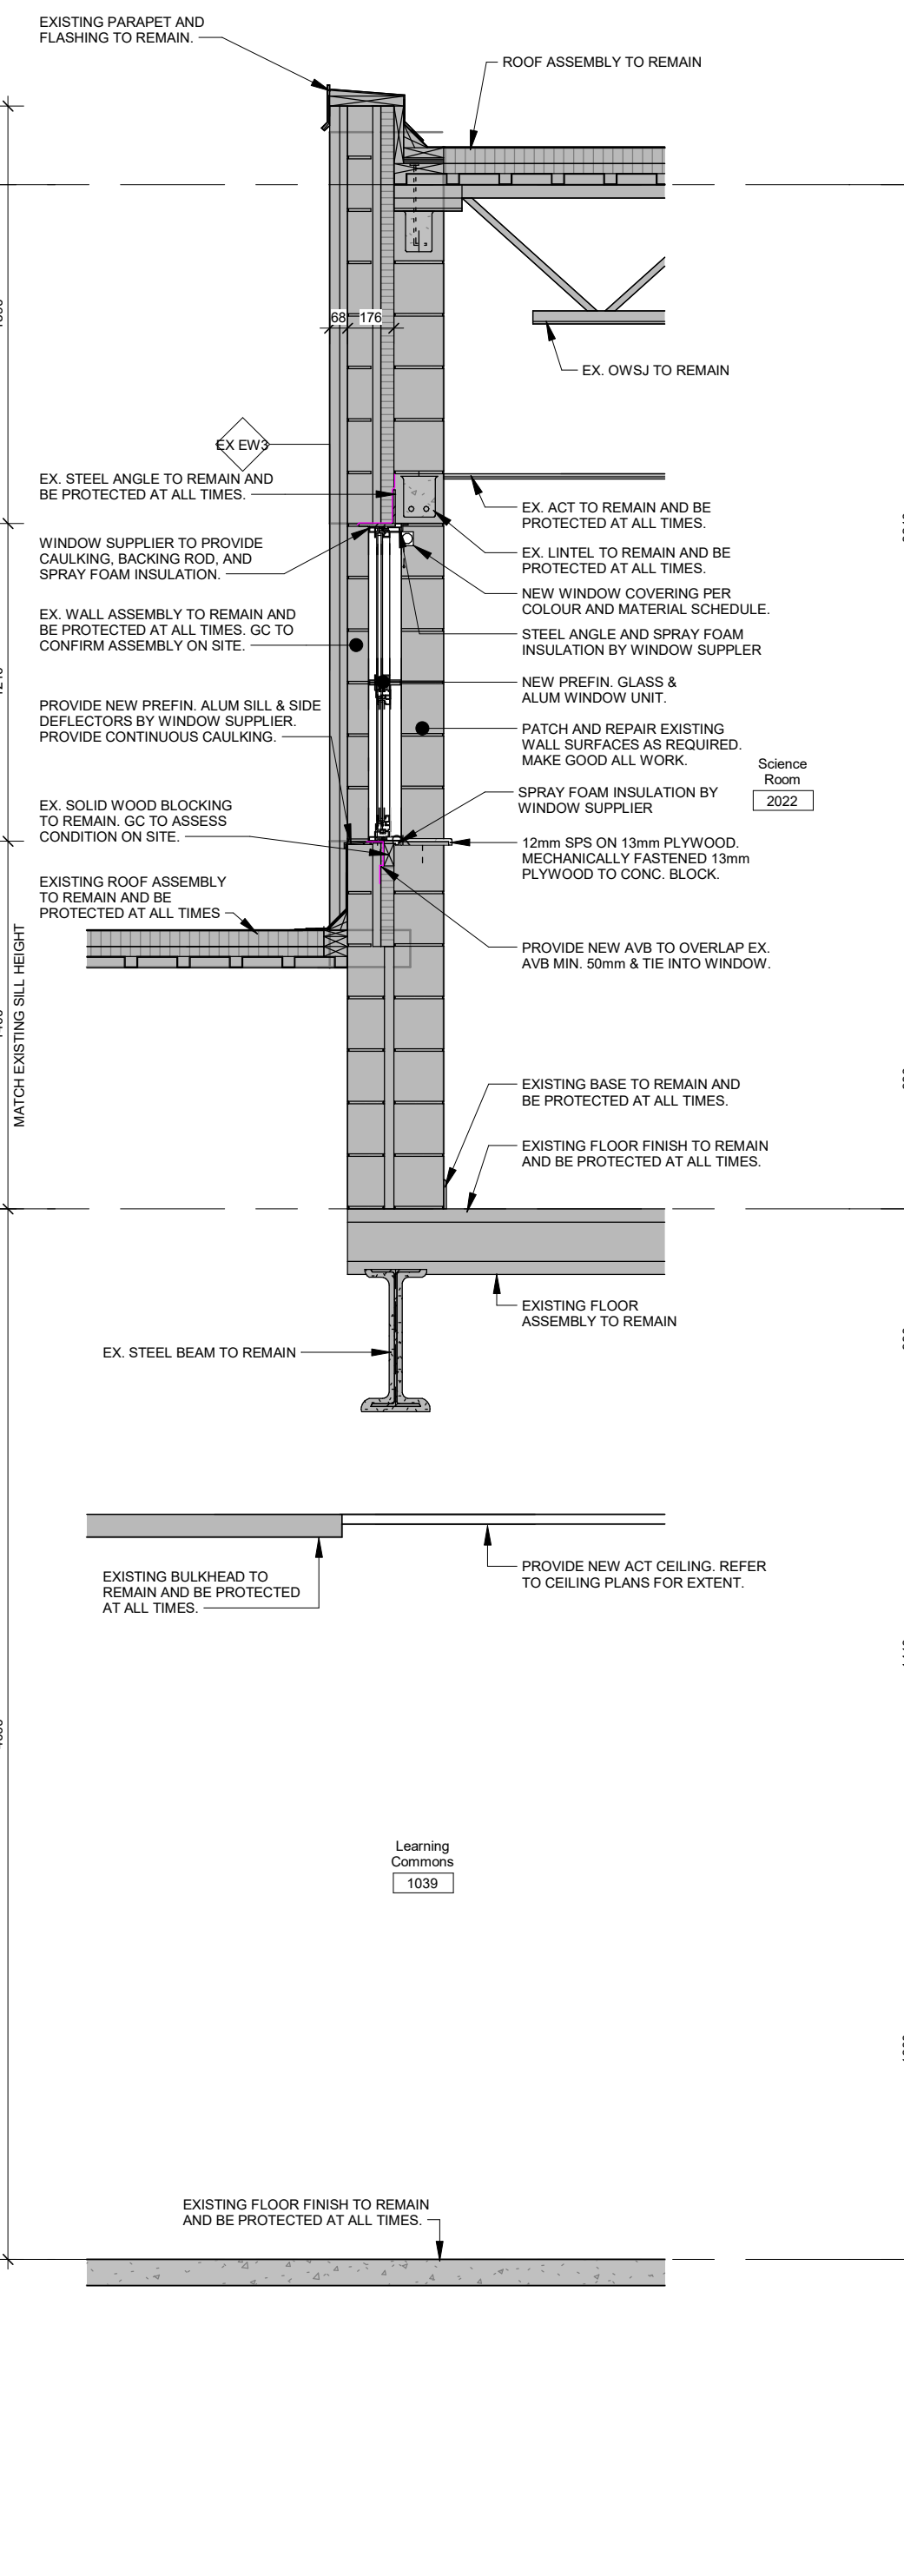 EXISTING PARAPET AND
FLASHING TO REMAIN.
ROOF ASSEMBLY TO REMAIN
68
176
EX. OWSJ TO REMAIN
EX EW3
EX. STEEL ANGLE TO REMAIN AND
BE PROTECTED AT ALL TIMES.
EX. ACT TO REMAIN AND BE
PROTECTED AT ALL TIMES.
WINDOW SUPPLIER TO PROVIDE
CAULKING, BACKING ROD, AND
SPRAY FOAM INSULATION.
EX. LINTEL TO REMAIN AND BE
PROTECTED AT ALL TIMES.
NEW WINDOW COVERING PER
COLOUR AND MATERIAL SCHEDULE.
EX. WALL ASSEMBLY TO REMAIN AND
BE PROTECTED AT ALL TIMES. GC TO
CONFIRM ASSEMBLY ON SITE.
STEEL ANGLE AND SPRAY FOAM
INSULATION BY WINDOW SUPPLER
NEW PREFIN. GLASS &
ALUM WINDOW UNIT.
PROVIDE NEW PREFIN. ALUM SILL & SIDE
DEFLECTORS BY WINDOW SUPPLIER.
PROVIDE CONTINUOUS CAULKING.
PATCH AND REPAIR EXISTING
WALL SURFACES AS REQUIRED.
MAKE GOOD ALL WORK.
Science
Room
2022
EX. SOLID WOOD BLOCKING
TO REMAIN. GC TO ASSESS
CONDITION ON SITE.
SPRAY FOAM INSULATION BY
WINDOW SUPPLIER
12mm SPS ON 13mm PLYWOOD.
MECHANICALLY FASTENED 13mm
PLYWOOD TO CONC. BLOCK.
EXISTING ROOF ASSEMBLY
TO REMAIN AND BE
PROTECTED AT ALL TIMES
PROVIDE NEW AVB TO OVERLAP EX.
AVB MIN. 50mm & TIE INTO WINDOW.
MATCH EXISTING SILL HEIGHT
EXISTING BASE TO REMAIN AND
BE PROTECTED AT ALL TIMES.
EXISTING FLOOR FINISH TO REMAIN
AND BE PROTECTED AT ALL TIMES.
EXISTING FLOOR
ASSEMBLY TO REMAIN
EX. STEEL BEAM TO REMAIN
EXISTING BULKHEAD TO
REMAIN AND BE PROTECTED
AT ALL TIMES.
PROVIDE NEW ACT CEILING. REFER
TO CEILING PLANS FOR EXTENT.
Learning
Commons
1039
EXISTING FLOOR FINISH TO REMAIN
AND BE PROTECTED AT ALL TIMES.